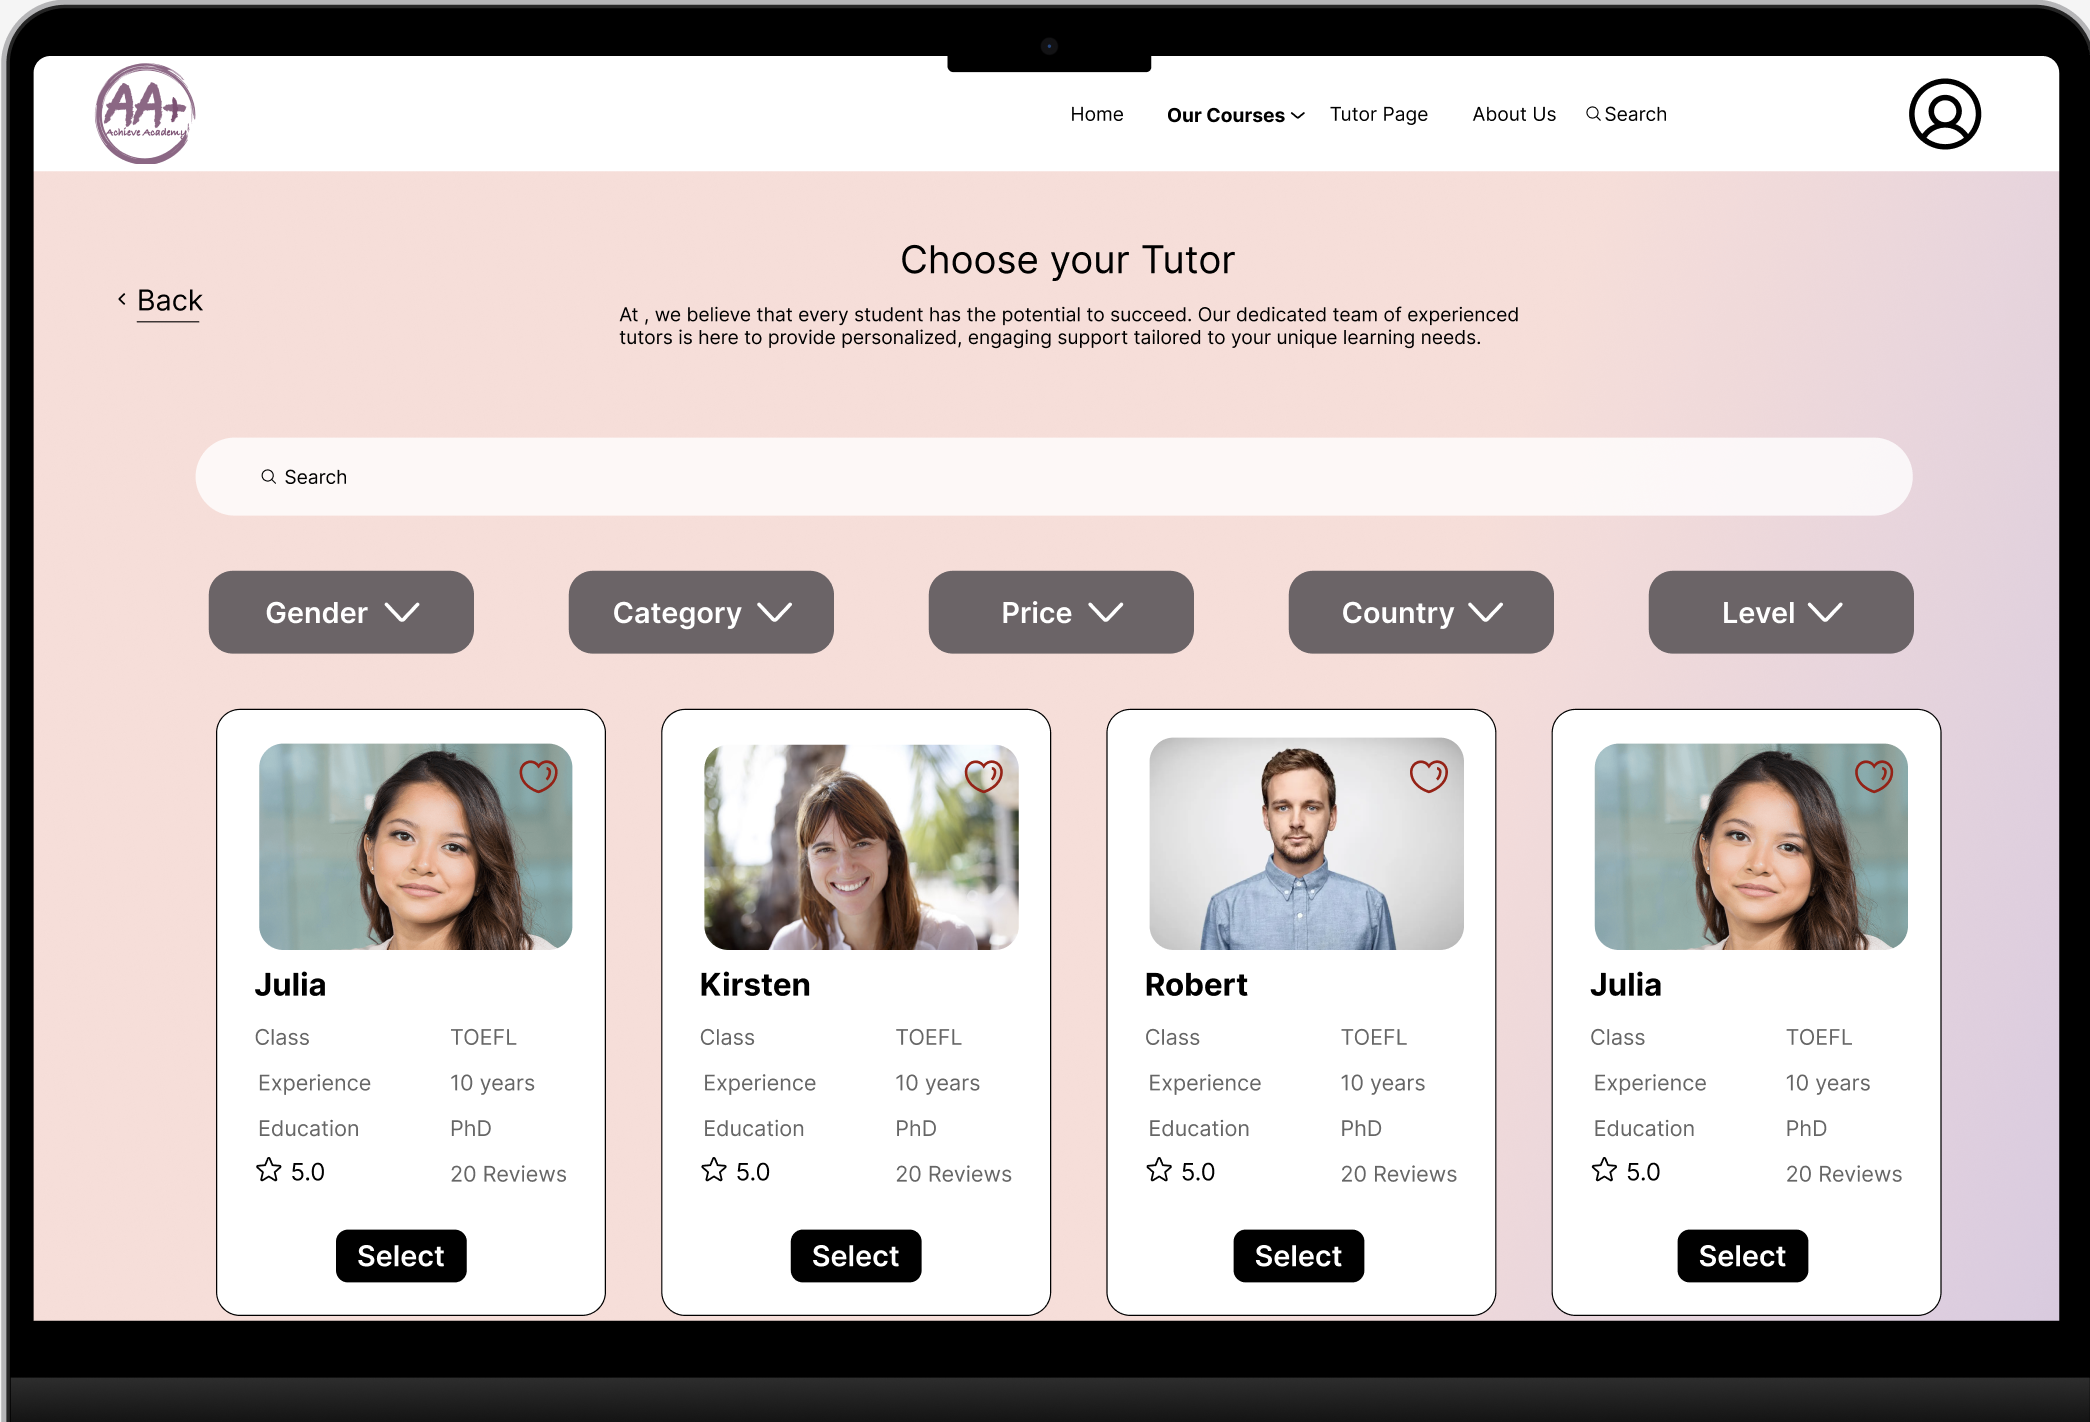 AA+
Achieve Academy
Home Our Courses Tutor Page About Us Search
Choose your Tutor
Back
At , we believe that every student has the potential to succeed. Our dedicated team of experienced
tutors is here to provide personalized, engaging support tailored to your unique learning needs.
Search
Gender Category Price Country Level
Julia
Class TOEFL
Experience 10 years
Education PhD
5.0 20 Reviews
Select
Kirsten
Class TOEFL
Experience 10 years
Education PhD
5.0 20 Reviews
Select
Robert
Class TOEFL
Experience 10 years
Education PhD
5.0 20 Reviews
Select
Julia
Class TOEFL
Experience 10 years
Education PhD
5.0 20 Reviews
Select